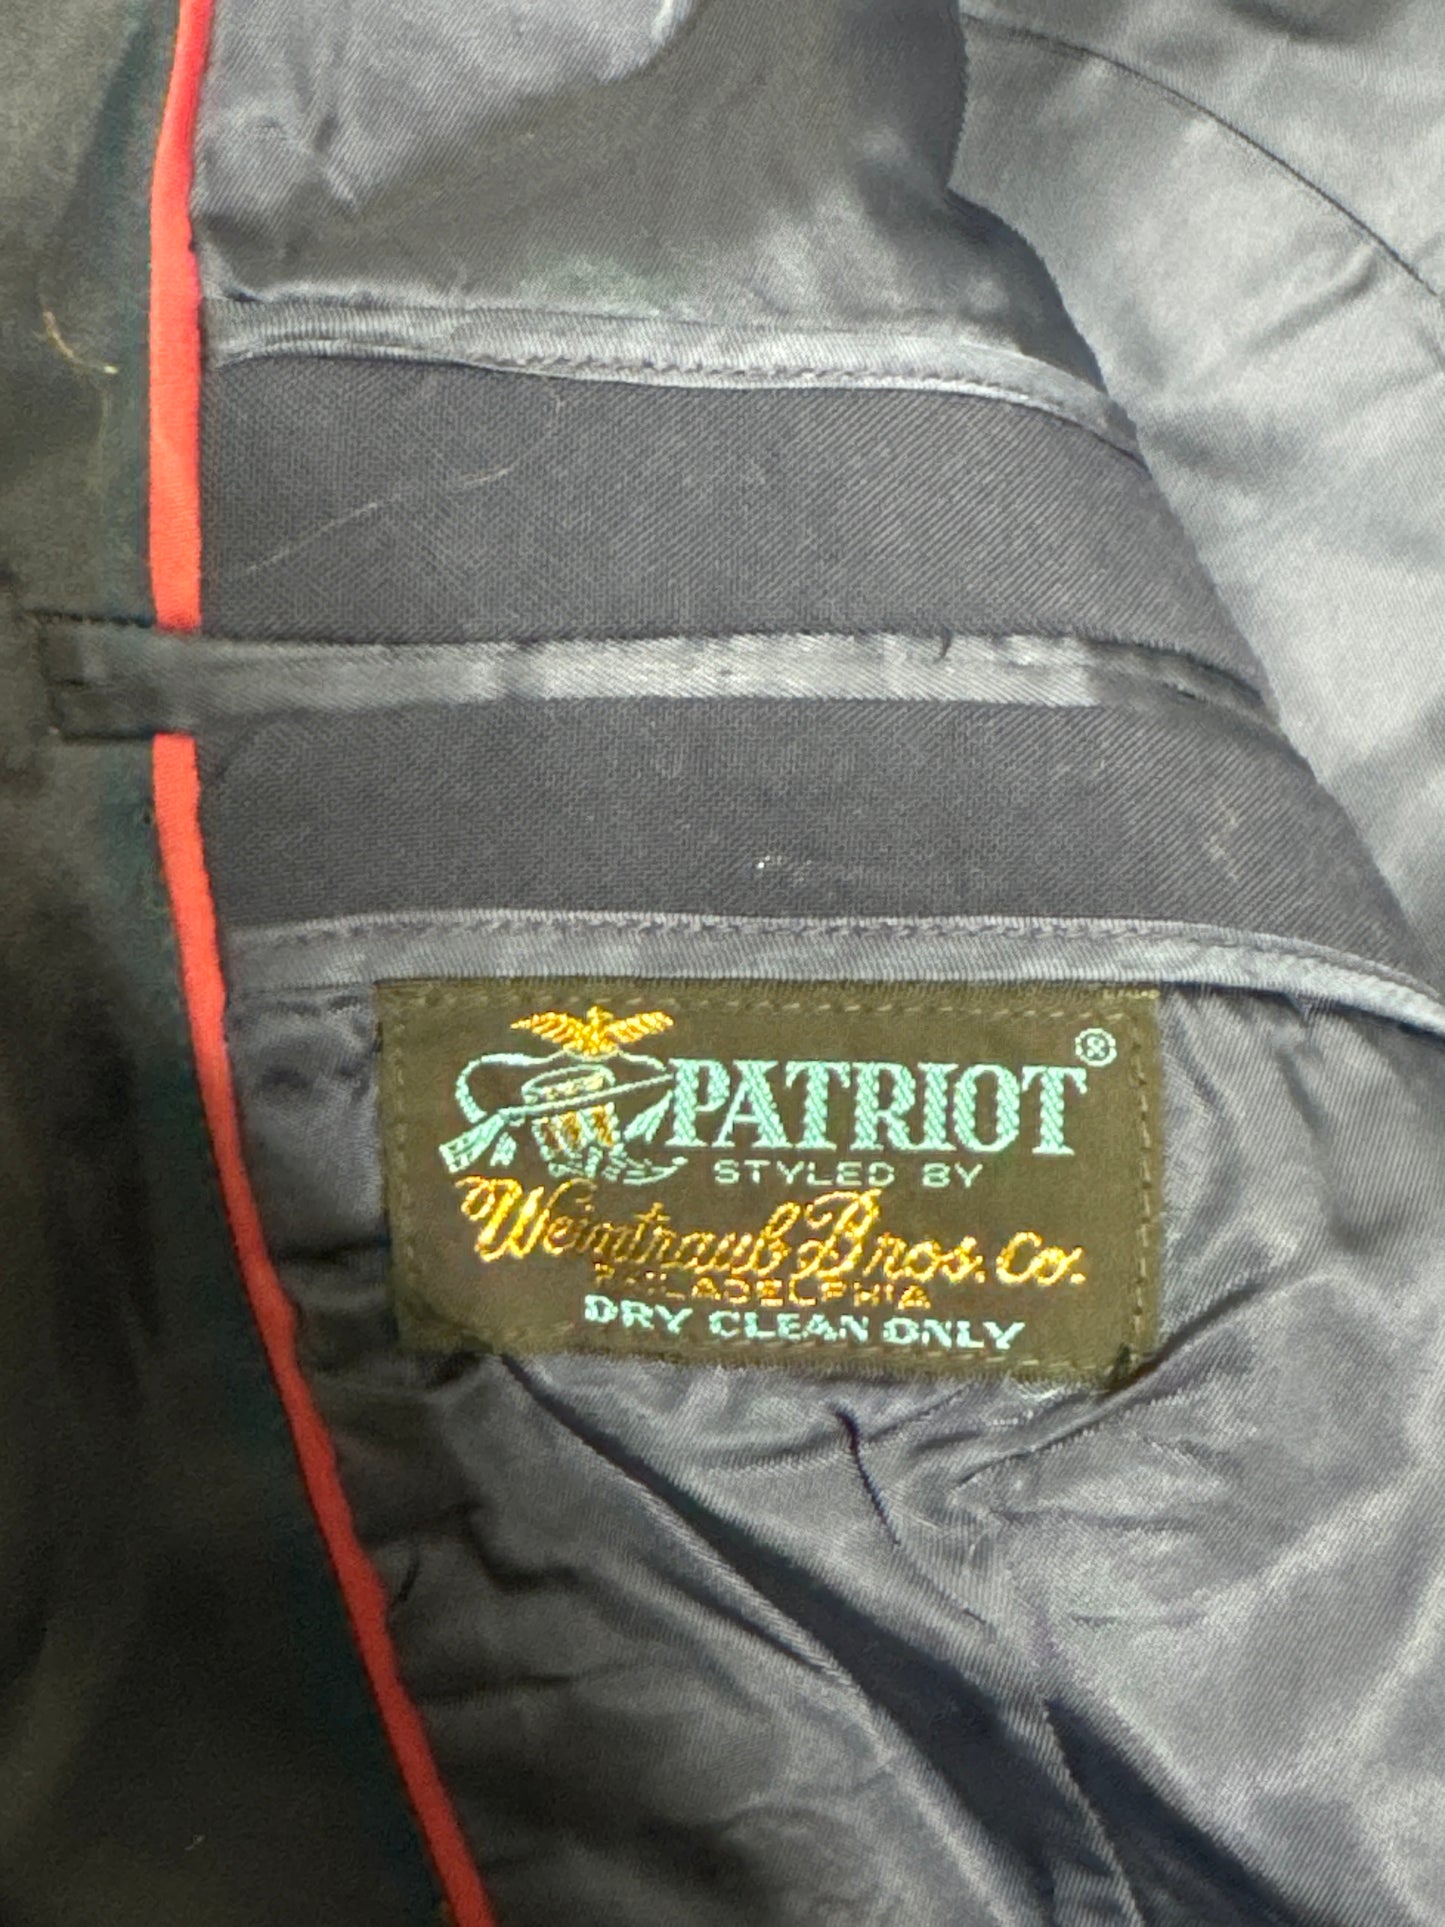 PATRIOT®
STYLED BY
Weintraub Bros. Co.
PHILADELPHIA
DRY CLEAN ONLY